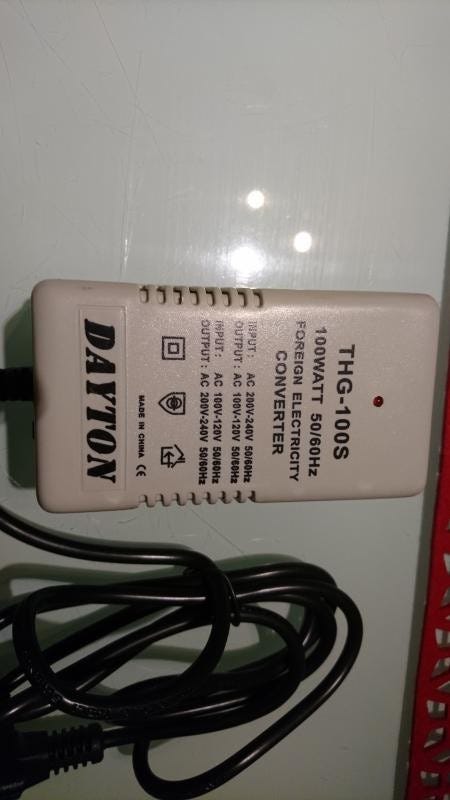 THG-100S
100WATT 50/60Hz
FOREIGN ELECTRICITY
CONVERTER
INPUT : AC 200V-240V 50/60Hz
OUTPUT : AC 100V-120V 50/60Hz
INPUT : AC 100V-120V 50/60Hz
OUTPUT : AC 200V-240V 50/60Hz
MADE IN CHINA CE
DAYTON